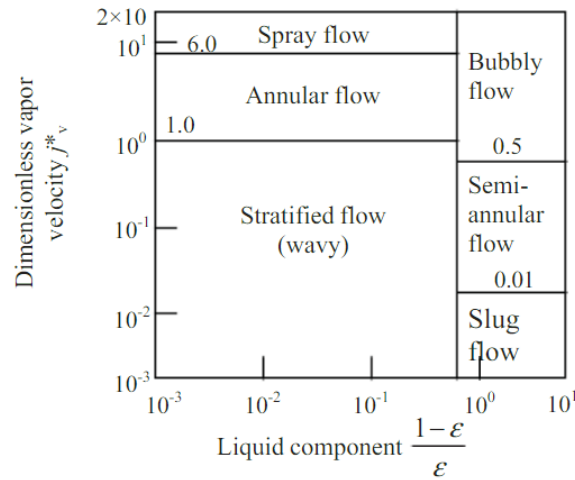 2×10
10¹
6.0
Spray flow
Bubbly
flow
Annular flow
1.0
10⁰
0.5
Dimensionless vapor
velocity j*ᵥ
Stratified flow
(wavy)
Semi-
annular
flow
10⁻¹
0.01
10⁻²
Slug
flow
10⁻³
10⁻³ 10⁻² 10⁻¹ 10⁰ 10¹
Liquid component (1−ε)/ε